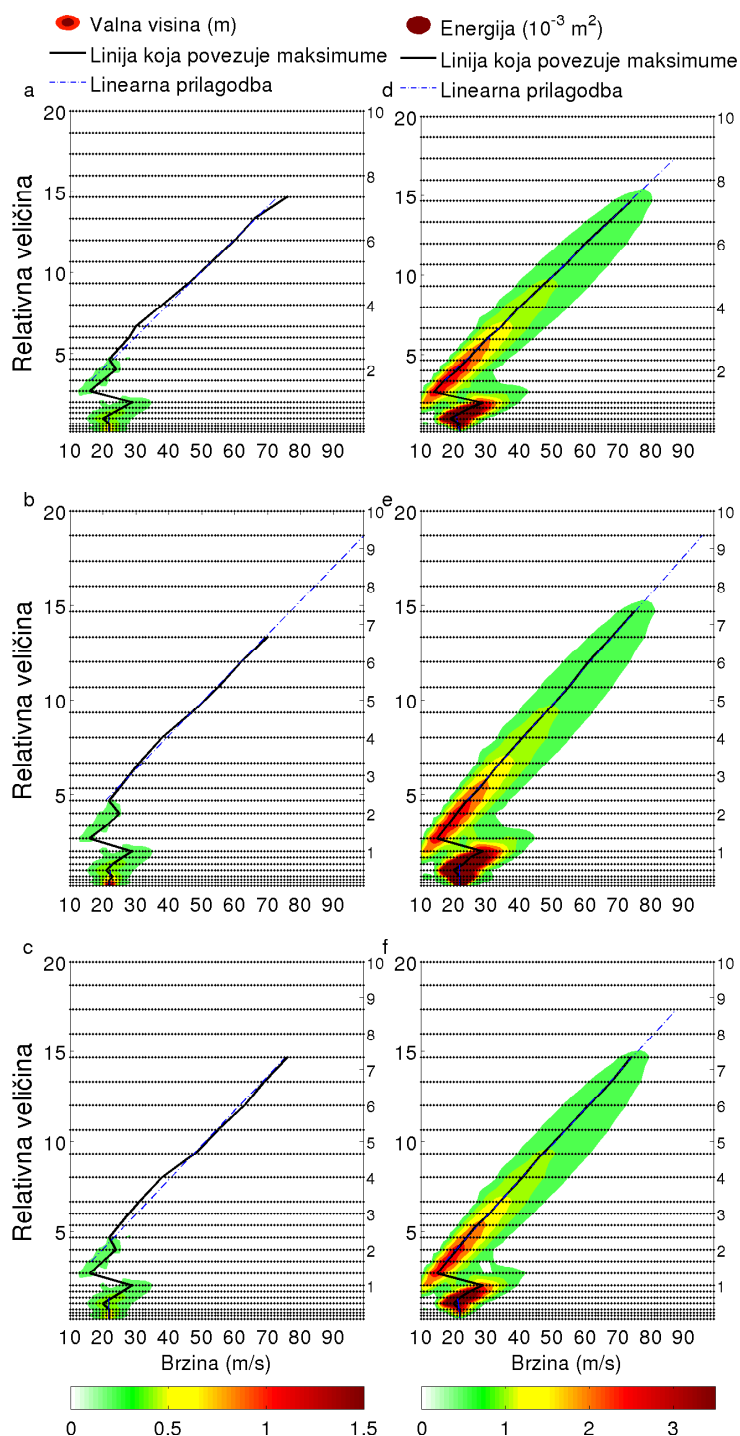 Valna visina (m)
Linija koja povezuje maksimume
Linearna prilagodba
Energija (10⁻³ m²)
Linija koja povezuje maksimume
Linearna prilagodba
a
20
15
10
5
Relativna veličina
10
8
6
4
2
10 20 30 40 50 60 70 80 90
d
20
15
10
5
10
8
6
4
2
10 20 30 40 50 60 70 80 90
b
20
15
10
5
Relativna veličina
10
9
8
7
6
5
4
3
2
1
10 20 30 40 50 60 70 80 90
e
20
15
10
5
10
9
8
7
6
5
4
3
2
1
10 20 30 40 50 60 70 80 90
c
20
15
10
5
Relativna veličina
10
9
8
7
6
5
4
3
2
1
10 20 30 40 50 60 70 80 90
Brzina (m/s)
f
20
15
10
5
10
9
8
7
6
5
4
3
2
1
10 20 30 40 50 60 70 80 90
Brzina (m/s)
0 0.5 1 1.5
0 1 2 3